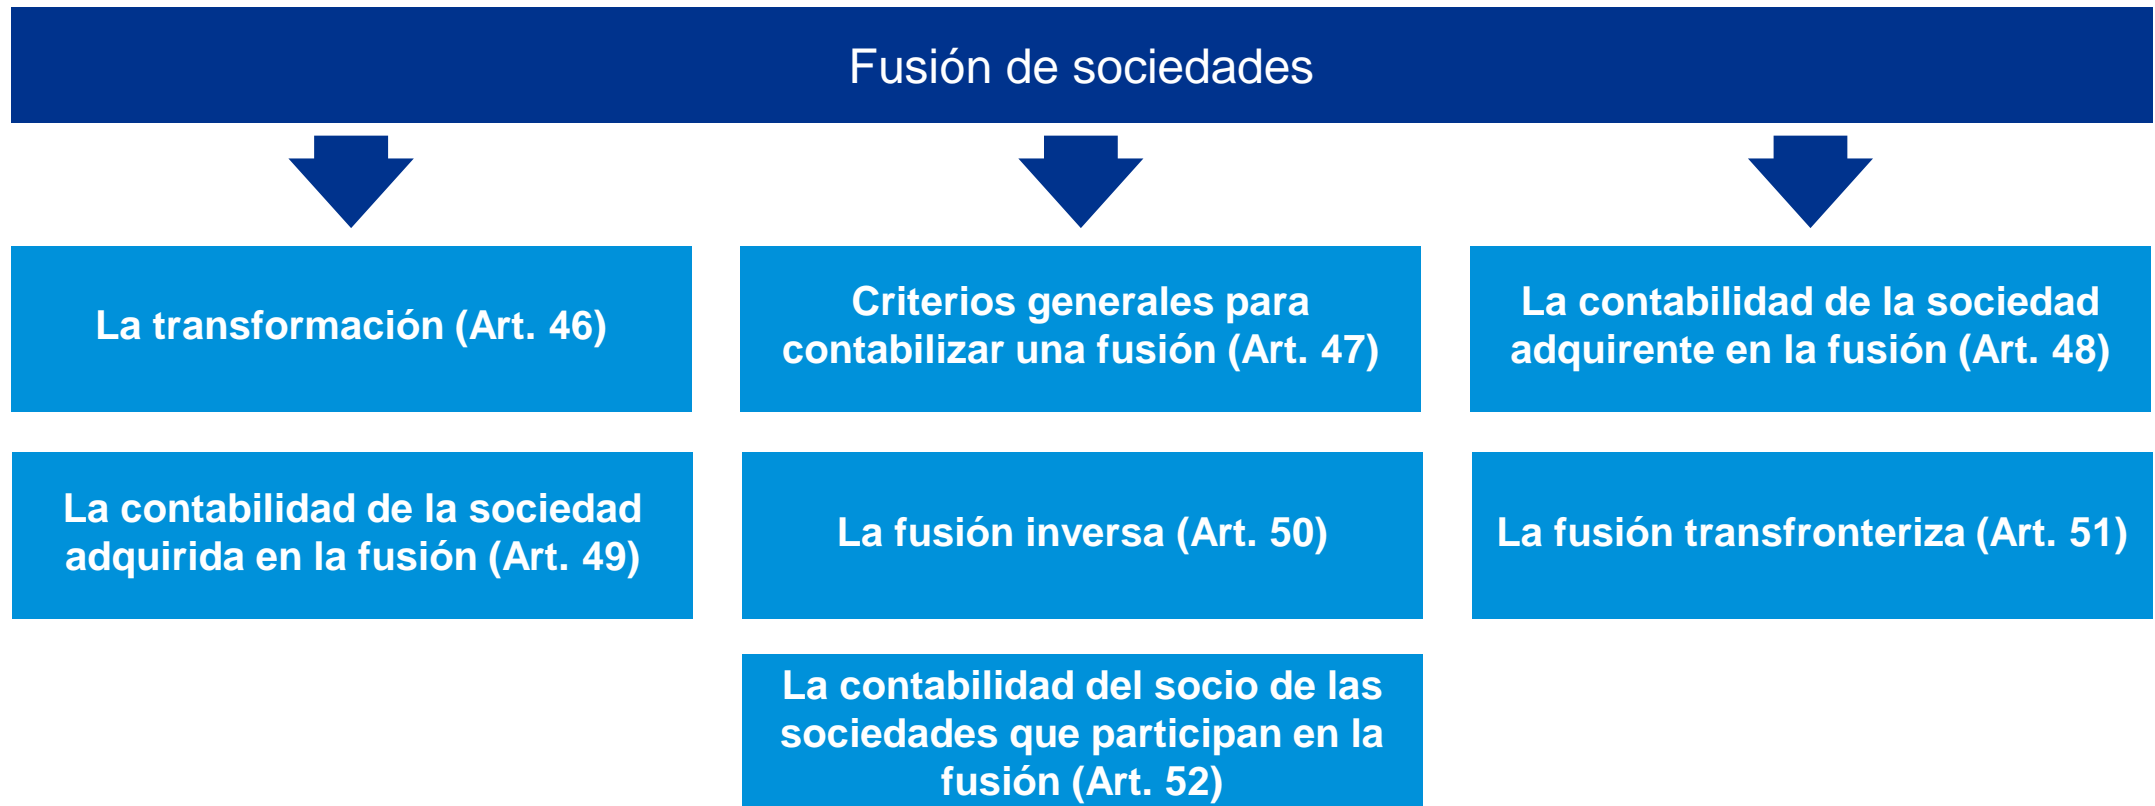 Fusión de sociedades
La transformación (Art. 46)
Criterios generales para
contabilizar una fusión (Art. 47)
La contabilidad de la sociedad
adquirente en la fusión (Art. 48)
La contabilidad de la sociedad
adquirida en la fusión (Art. 49)
La fusión inversa (Art. 50)
La fusión transfronteriza (Art. 51)
La contabilidad del socio de las
sociedades que participan en la
fusión (Art. 52)